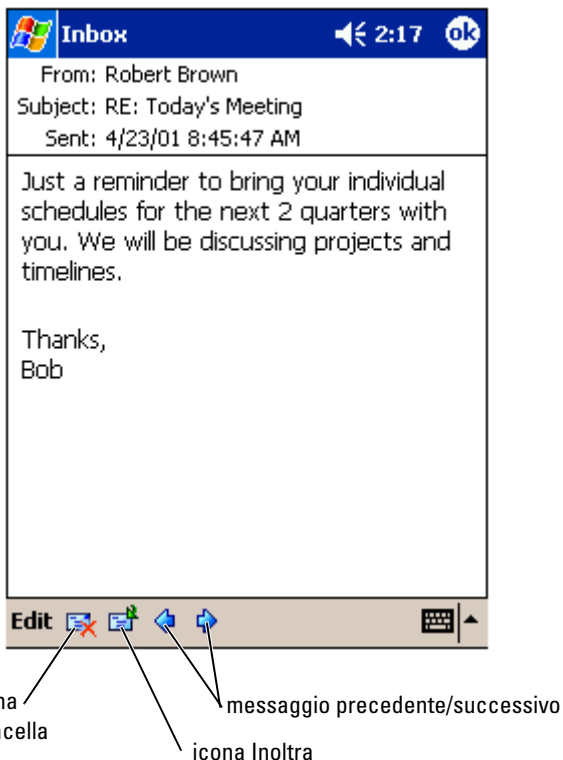 Inbox 2:17 ok
From: Robert Brown
Subject: RE: Today's Meeting
Sent: 4/23/01 8:45:47 AM
Just a reminder to bring your individual
schedules for the next 2 quarters with
you. We will be discussing projects and
timelines.
Thanks,
Bob
Edit
messaggio precedente/successivo
icona Inoltra